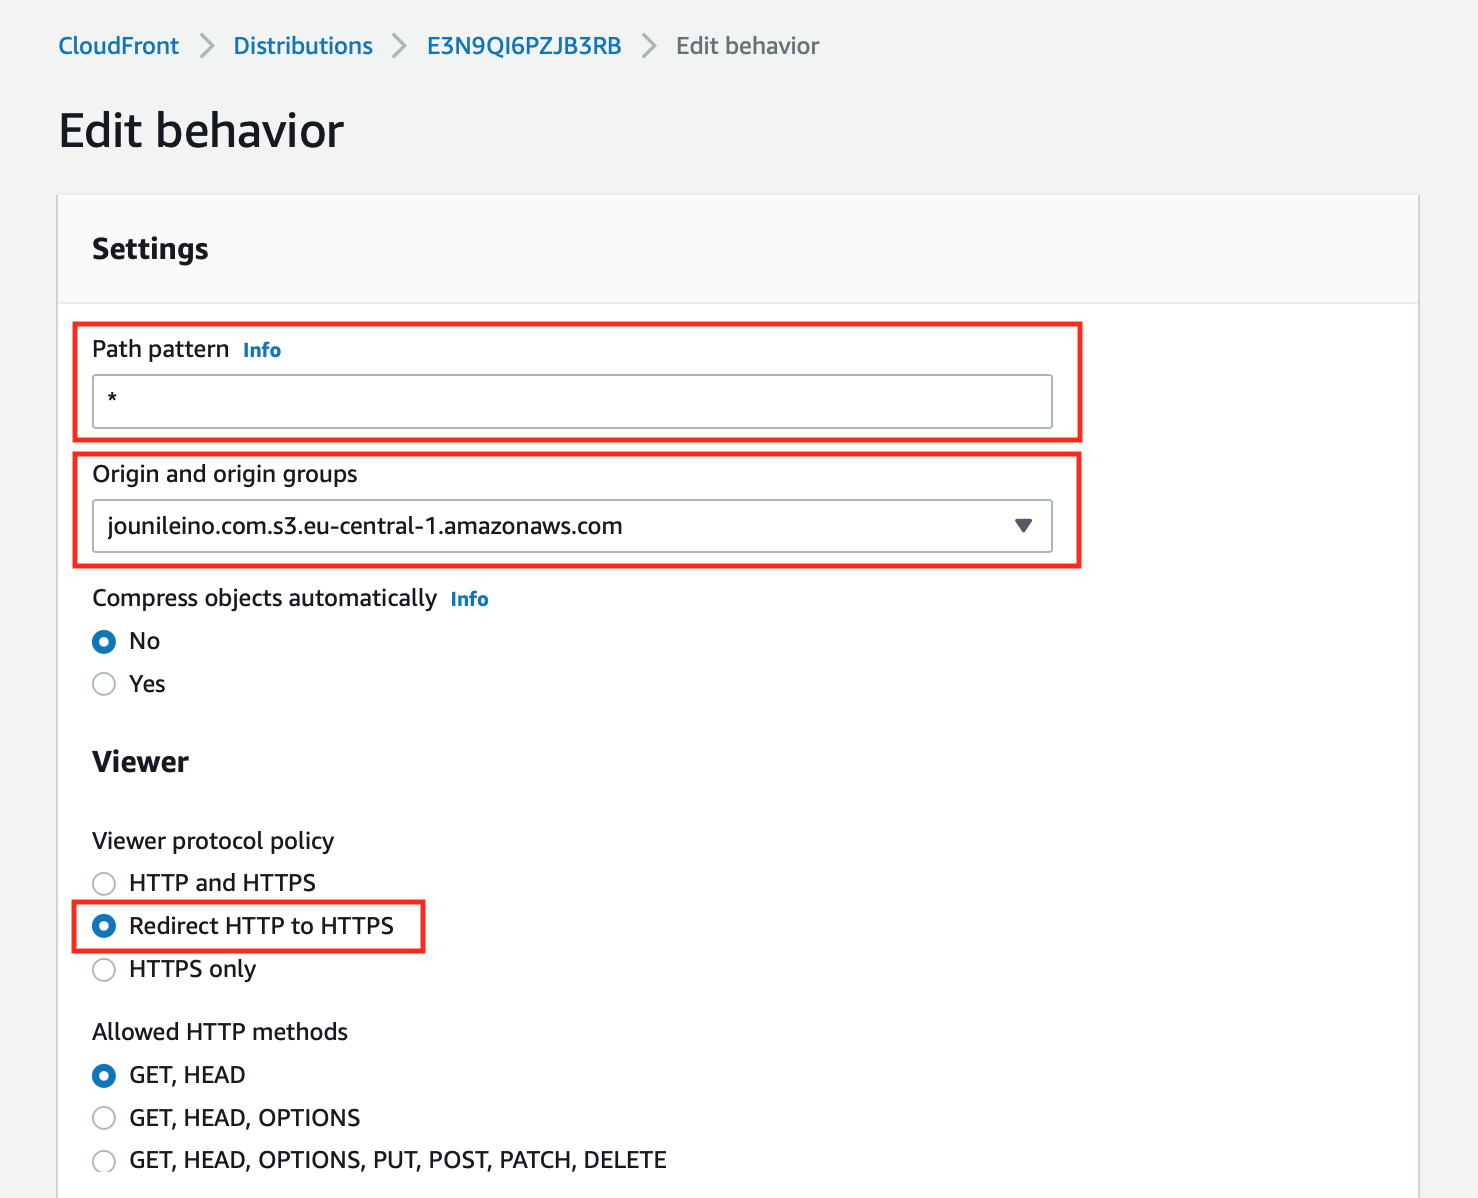 CloudFront > Distributions > E3N9QI6PZJB3RB > Edit behavior
Edit behavior
Settings
Path pattern Info
*
Origin and origin groups
jounileino.com.s3.eu-central-1.amazonaws.com
Compress objects automatically Info
No
Yes
Viewer
Viewer protocol policy
HTTP and HTTPS
Redirect HTTP to HTTPS
HTTPS only
Allowed HTTP methods
GET, HEAD
GET, HEAD, OPTIONS
GET, HEAD, OPTIONS, PUT, POST, PATCH, DELETE